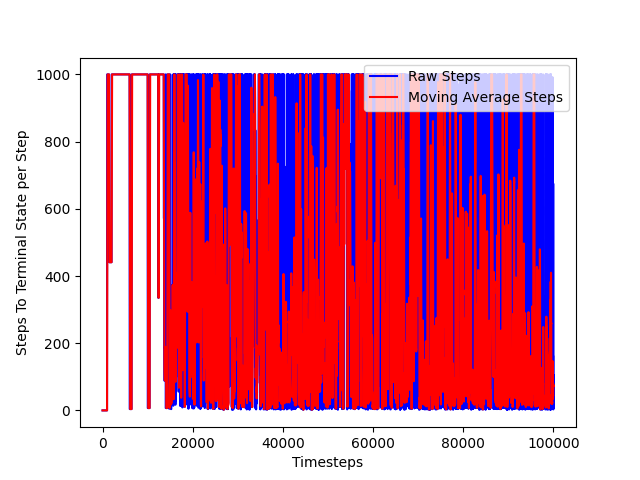 Raw Steps
Moving Average Steps
Steps To Terminal State per Step
1000
800
600
400
200
0
0 20000 40000 60000 80000 100000
Timesteps